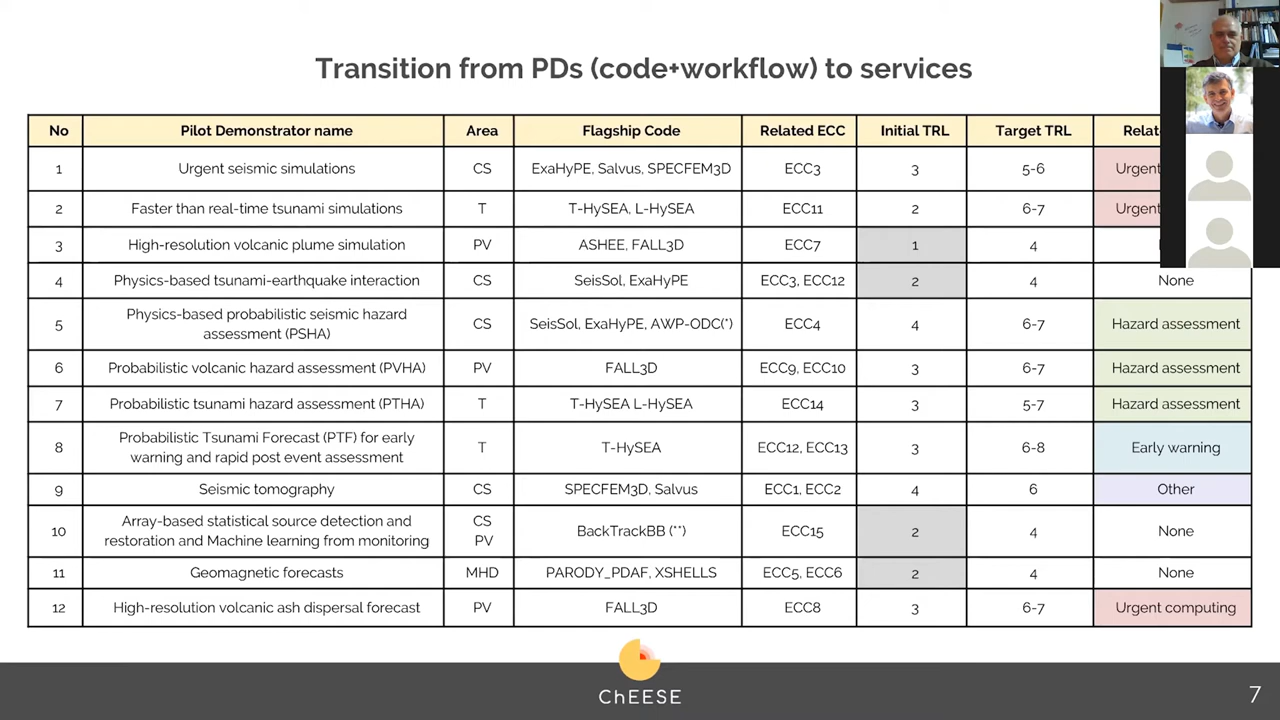 Transition from PDs (code+workflow) to services
No Pilot Demonstrator name Area Flagship Code Related ECC Initial TRL Target TRL
1 Urgent seismic simulations CS ExaHyPE, Salvus, SPECFEM3D ECC3 3 5-6 Urgent
2 Faster than real-time tsunami simulations T T-HySEA, L-HySEA ECC11 2 6-7 Urgent
3 High-resolution volcanic plume simulation PV ASHEE, FALL3D ECC7 1 4
4 Physics-based tsunami-earthquake interaction CS SeisSol, ExaHyPE ECC3, ECC12 2 4 None
5 Physics-based probabilistic seismic hazard
assessment (PSHA) CS SeisSol, ExaHyPE, AWP-ODC(*) ECC4 4 6-7 Hazard assessment
6 Probabilistic volcanic hazard assessment (PVHA) PV FALL3D ECC9, ECC10 3 6-7 Hazard assessment
7 Probabilistic tsunami hazard assessment (PTHA) T T-HySEA L-HySEA ECC14 3 5-7 Hazard assessment
8 Probabilistic Tsunami Forecast (PTF) for early
warning and rapid post event assessment T T-HySEA ECC12, ECC13 3 6-8 Early warning
9 Seismic tomography CS SPECFEM3D, Salvus ECC1, ECC2 4 6 Other
10 Array-based statistical source detection and
restoration and Machine learning from monitoring CS PV BackTrackBB (**) ECC15 2 4 None
11 Geomagnetic forecasts MHD PARODY_PDAF, XSHELLS ECC5, ECC6 2 4 None
12 High-resolution volcanic ash dispersal forecast PV FALL3D ECC8 3 6-7 Urgent computing
ChEESE
7